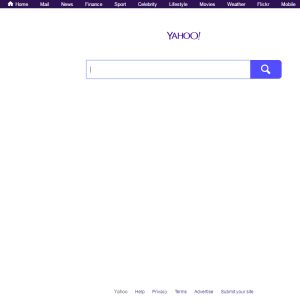 Home Mail News Finance Sport Celebrity Lifestyle Movies Weather Flickr Mobile
YAHOO!
Yahoo Help Privacy Terms Advertise Submit your site